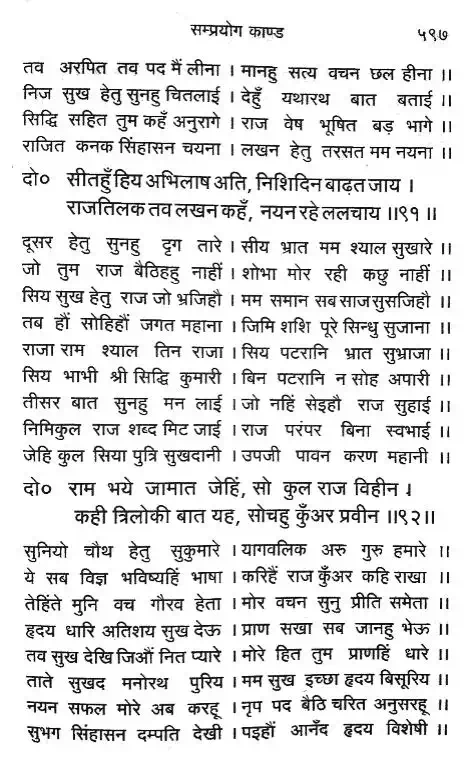 सम्प्रयोग काण्ड ५९७
तव अरपित तव पद मैं लीना । मानहु सत्य वचन छल हीना ।।
निज सुख हेतु सुनहु चितलाई । देहुँ यथारथ बात बताई ।।
सिद्धि सहित तुम कहँ अनुरागे । राज वेष भूषित बड़ भागे ।।
राजित कनक सिंहासन चयना । लखन हेतु तरसत मम नयना ।।
दो० सीतहुँ हिय अभिलाष अति, निशिदिन बाढ़त जाय ।
राजतिलक तव लखन कहँ, नयन रहे ललचाय ।।९१।।
दूसर हेतु सुनहु दृग तारे । सीय भ्रात मम श्याल सुखारे ।।
जो तुम राज बैठिहहु नाहीं । शोभा मोर रही कछु नाहीं ।।
सिय सुख हेतु राज जो भ्रजिहौ । मम समान सब साज सुसजिहौ ।।
तब हौं सोहिहौं जगत महाना । जिमि शशि पूरे सिन्धु सुजाना ।।
राजा राम श्याल तिन राजा । सिय पटरानि भ्रात सुभ्राजा ।।
सिय भाभी श्री सिद्धि कुमारी । बिन पटरानि न सोह अपारी ।।
तीसर बात सुनहु मन लाई । जो नहिं सेइहौ राज सुहाई ।।
निमिकुल राज शब्द मिट जाई । राज परंपर बिना स्वभाई ।।
जेहि कुल सिया पुत्रि सुखदानी । उपजी पावन करण महानी ।।
दो० राम भये जामात जेहिं, सो कुल राज विहीन ।
कही त्रिलोकी बात यह, सोचहु कुँअर प्रवीन ।।९२।।
सुनियो चौथ हेतु सुकुमारे । यागवलिक अरु गुरु हमारे ।।
ये सब विज्ञ भविष्यहिं भाषा । करिहैं राज कुँअर कहि राखा ।।
तेहिंते मुनि वच गौरव हेता । मोर वचन सुनु प्रीति समेता ।।
हृदय धारि अतिशय सुख देऊ । प्राण सखा सब जानहु भेऊ ।।
तव सुख देखि जिऔं नित प्यारे । मोरे हित तुम प्राणहिं धारे ।।
ताते सुखद मनोरथ पुरिय । मम सुख इच्छा हृदय बिसूरिय ।।
नयन सफल मोरे अब करहू । नृप पद बैठि चरित अनुसरहू ।।
सुभग सिंहासन दम्पति देखी । पइहौं आनँद हृदय विशेषी ।।